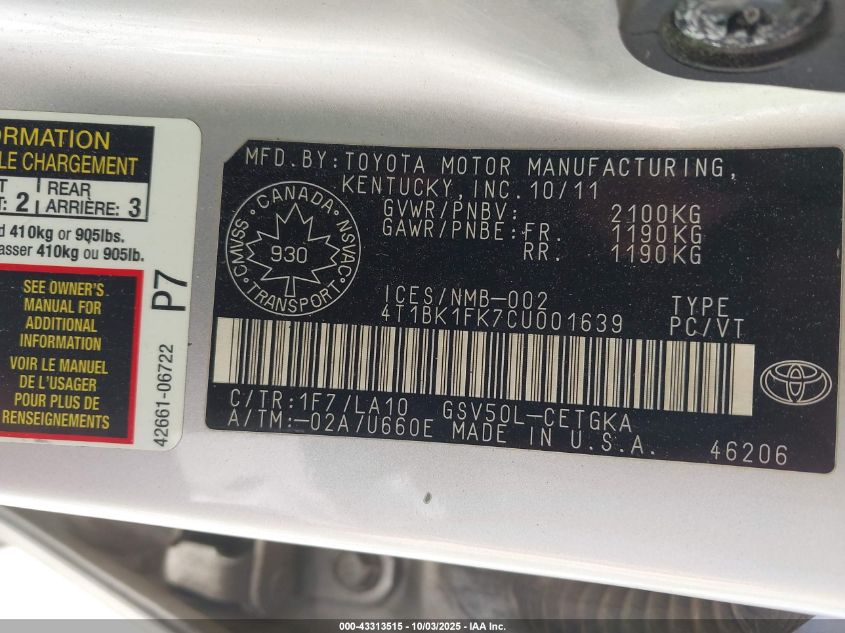 ORMATION
LE CHARGEMENT
T REAR
: 2 ARRIÈRE: 3
d 410kg or 905lbs.
asser 410kg ou 905lb.
SEE OWNER'S
MANUAL FOR
ADDITIONAL
INFORMATION
VOIR LE MANUEL
DE L'USAGER
POUR PLUS DE
RENSEIGNEMENTS
42661-06722 P7
MFD.BY:TOYOTA MOTOR MANUFACTURING,
KENTUCKY,INC.10/11
GVWR/PNBV: 2100KG
GAWR/PNBE:FR. 1190KG
RR. 1190KG
CANADA
CMVSS 930 NSVAC
TRANSPORT
ICES/NMB-002
4T1BK1FK7CU001639
TYPE
PC/VT
C/TR:1F7/LA10 GSV50L-CETGKA
A/TM:-02A/U660E MADE IN U.S.A.
46206
TOYOTA
000-43313515 - 10/03/2025 - IAA Inc.